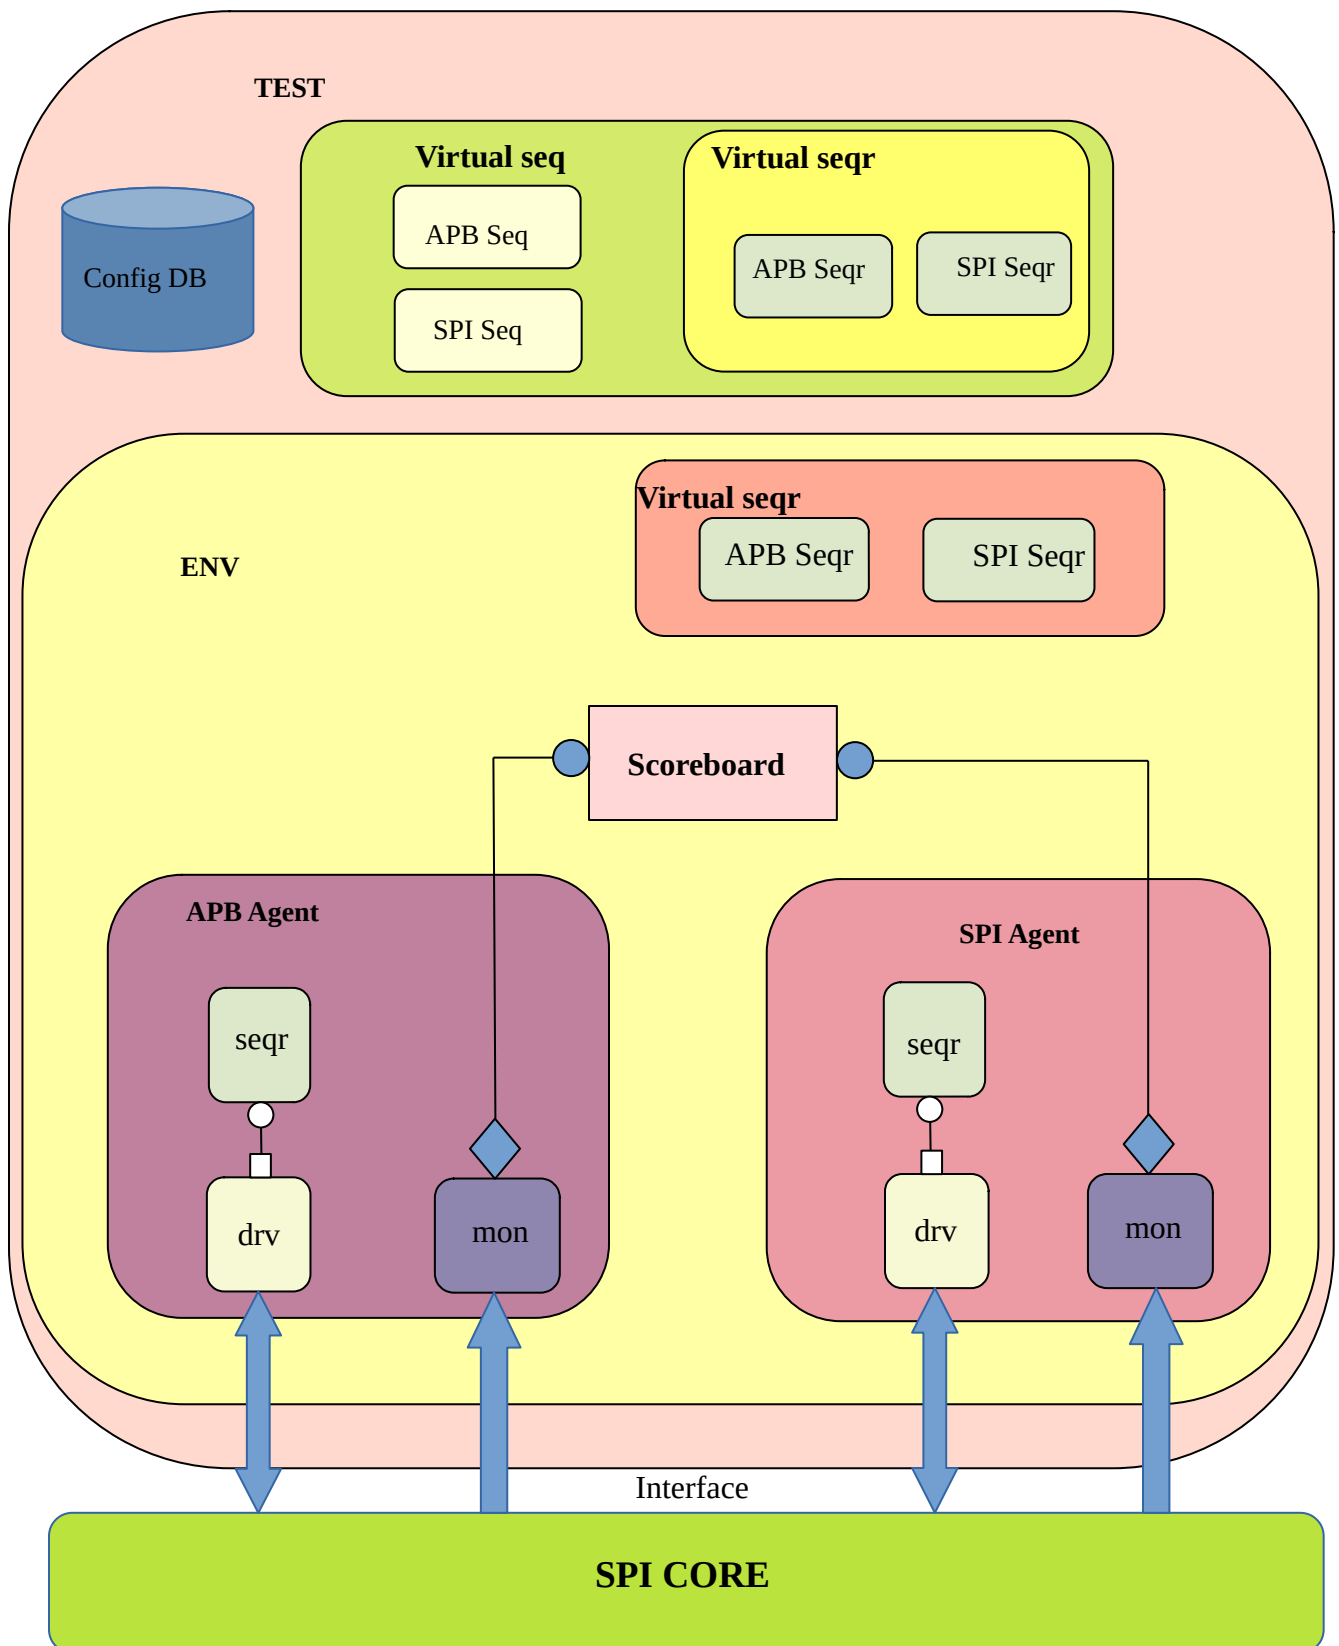 TEST
Virtual seq
Virtual seqr
APB Seq
APB Seqr
SPI Seqr
Config DB
SPI Seq
Virtual seqr
APB Seqr
SPI Seqr
ENV
Scoreboard
APB Agent
SPI Agent
seqr
seqr
drv
mon
drv
mon
Interface
SPI CORE